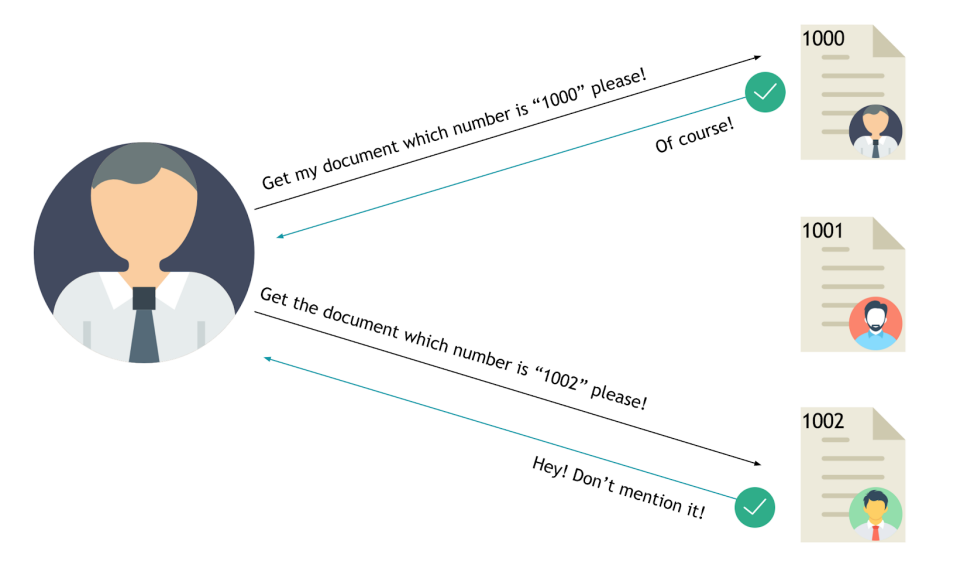 1000
Get my document which number is “1000” please!
Of course!
1001
Get the document which number is “1002” please!
1002
Hey! Don’t mention it!